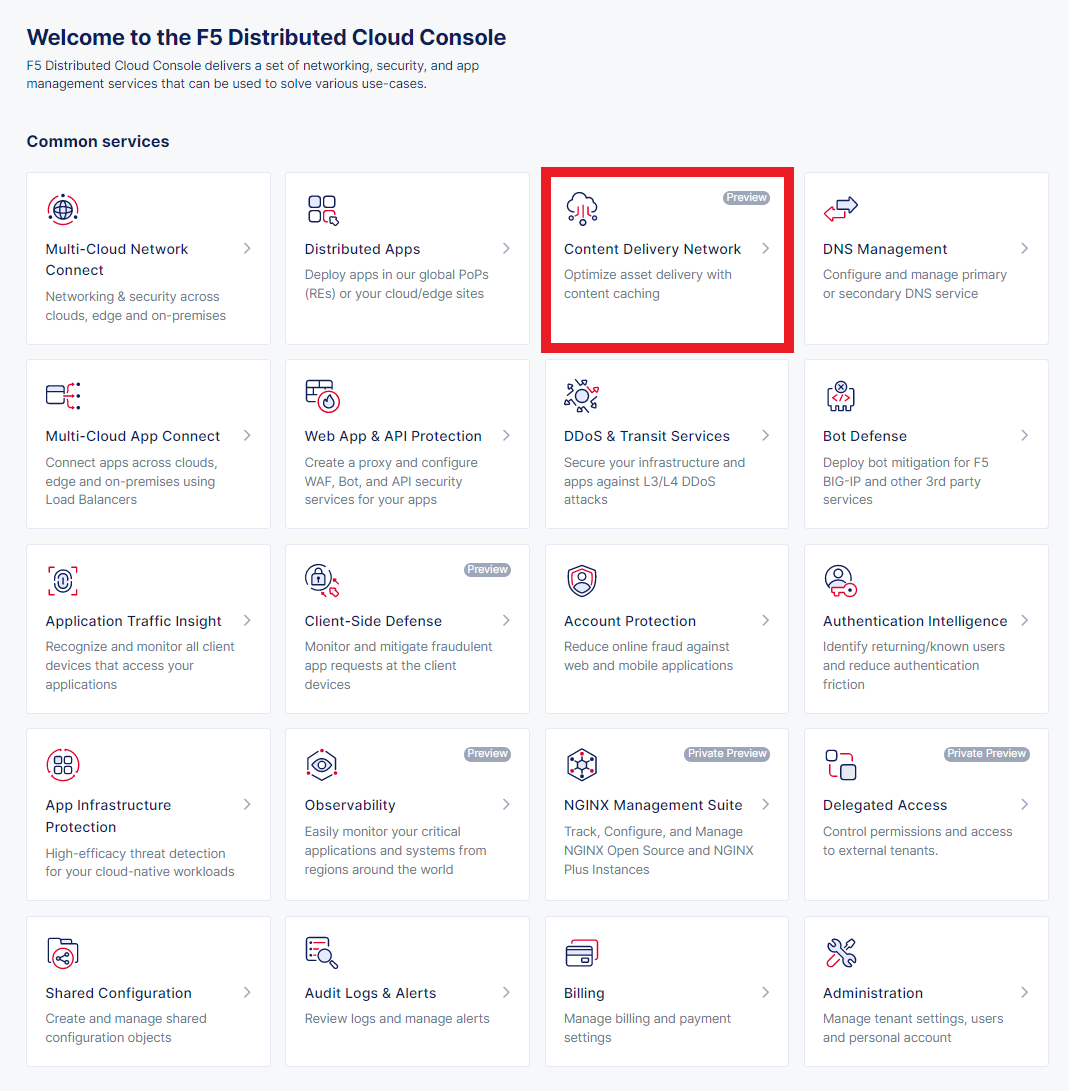 Welcome to the F5 Distributed Cloud Console
F5 Distributed Cloud Console delivers a set of networking, security, and app
management services that can be used to solve various use-cases.
Common services
Multi-Cloud Network
Connect
Networking & security across
clouds, edge and on-premises
Distributed Apps
Deploy apps in our global PoPs
(REs) or your cloud/edge sites
Preview
Content Delivery Network
Optimize asset delivery with
content caching
DNS Management
Configure and manage primary
or secondary DNS service
Multi-Cloud App Connect
Connect apps across clouds,
edge and on-premises using
Load Balancers
Web App & API Protection
Create a proxy and configure
WAF, Bot, and API security
services for your apps
DDoS & Transit Services
Secure your infrastructure and
apps against L3/L4 DDoS
attacks
Bot Defense
Deploy bot mitigation for F5
BIG-IP and other 3rd party
services
Application Traffic Insight
Recognize and monitor all client
devices that access your
applications
Preview
Client-Side Defense
Monitor and mitigate fraudulent
app requests at the client
devices
Account Protection
Reduce online fraud against
web and mobile applications
Authentication Intelligence
Identify returning/known users
and reduce authentication
friction
App Infrastructure
Protection
High-efficacy threat detection
for your cloud-native workloads
Preview
Observability
Easily monitor your critical
applications and systems from
regions around the world
Private Preview
NGINX Management Suite
Track, Configure, and Manage
NGINX Open Source and NGINX
Plus Instances
Private Preview
Delegated Access
Control permissions and access
to external tenants.
Shared Configuration
Create and manage shared
configuration objects
Audit Logs & Alerts
Review logs and manage alerts
Billing
Manage billing and payment
settings
Administration
Manage tenant settings, users
and personal account